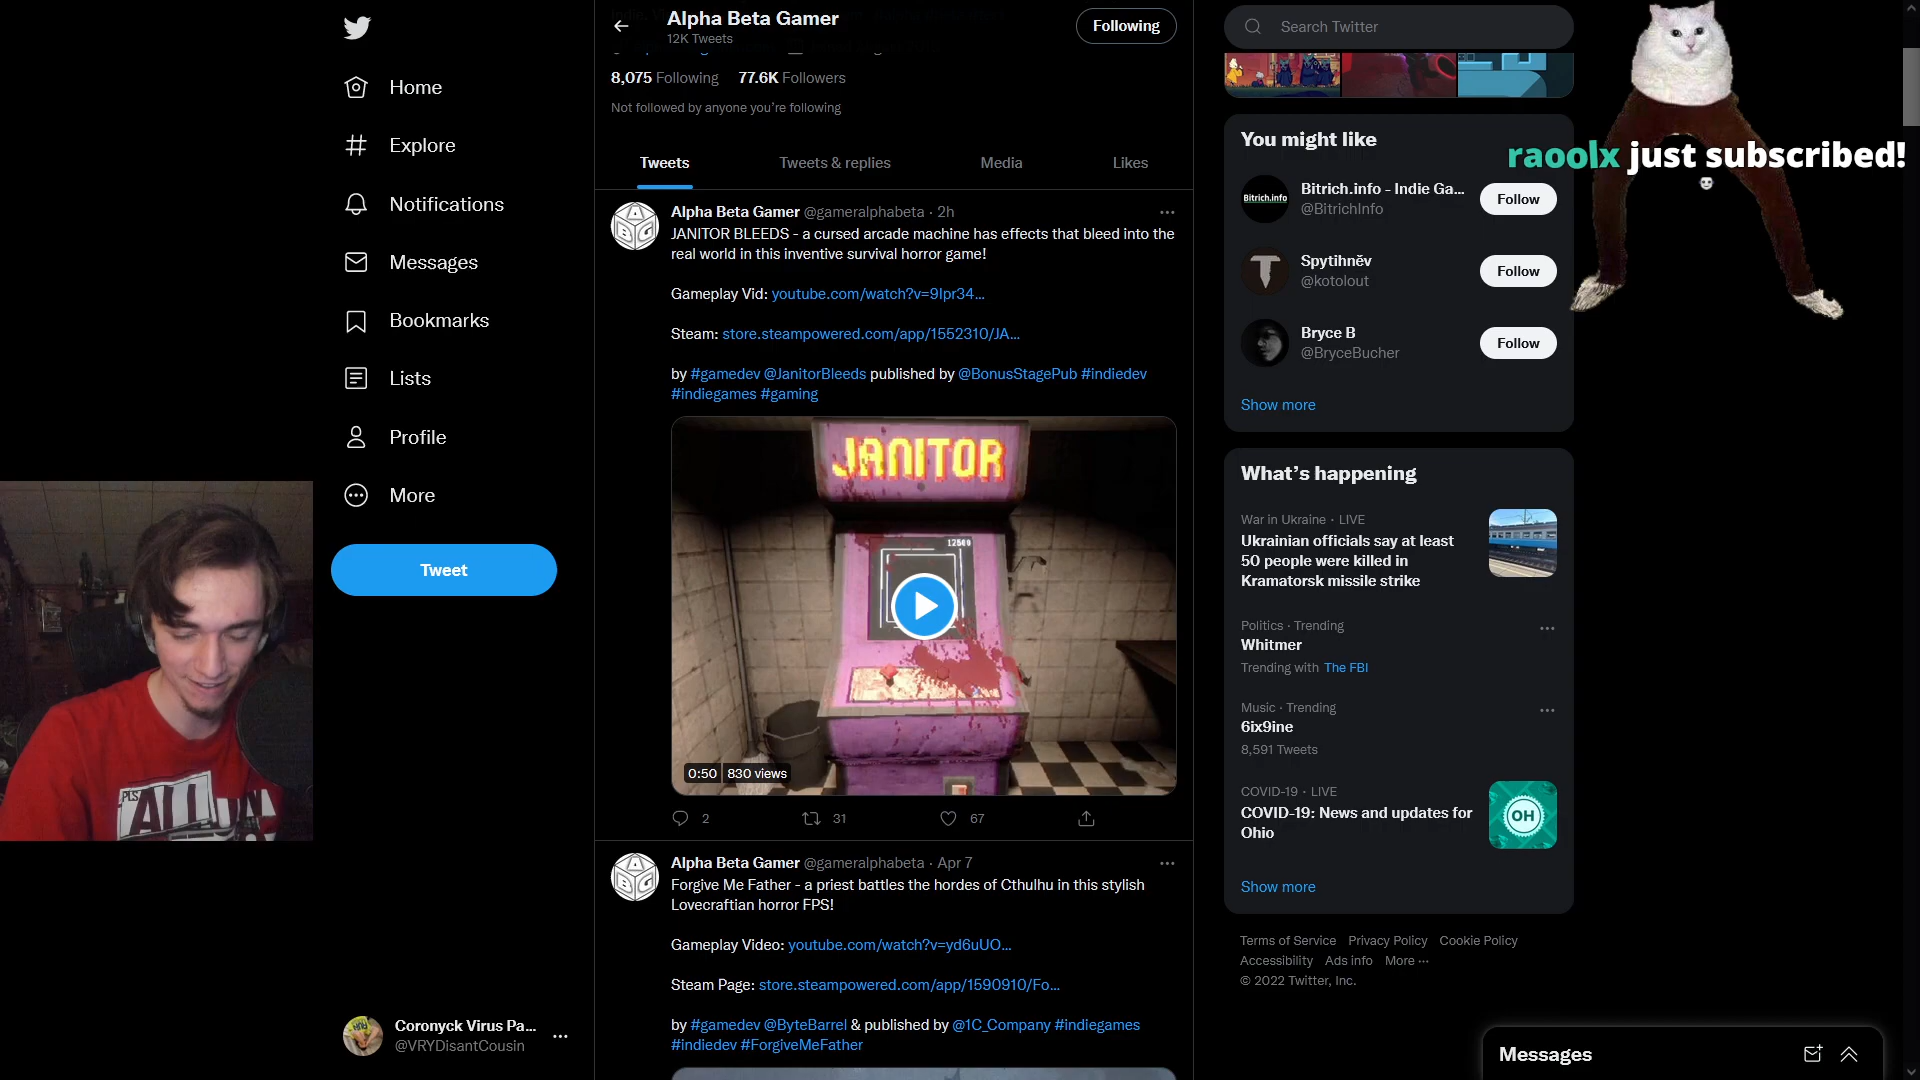 Home
Explore
Notifications
Messages
Bookmarks
Lists
Profile
More
Tweet
Coronyck Virus Pa...
@VRYDisantCousin
Alpha Beta Gamer
12K Tweets
Following
8,075 Following 77.6K Followers
Not followed by anyone you're following
Tweets Tweets & replies Media Likes
Alpha Beta Gamer @gameralphabeta · 2h
JANITOR BLEEDS - a cursed arcade machine has effects that bleed into the
real world in this inventive survival horror game!
Gameplay Vid: youtube.com/watch?v=9Ipr34...
Steam: store.steampowered.com/app/1552310/JA...
by #gamedev @JanitorBleeds published by @BonusStagePub #indiedev
#indiegames #gaming
JANITOR
12500
0:50 830 views
2 31 67
Alpha Beta Gamer @gameralphabeta · Apr 7
Forgive Me Father - a priest battles the hordes of Cthulhu in this stylish
Lovecraftian horror FPS!
Gameplay Video: youtube.com/watch?v=yd6uUO...
Steam Page: store.steampowered.com/app/1590910/Fo...
by #gamedev @ByteBarrel & published by @1C_Company #indiegames
#indiedev #ForgiveMeFather
Search Twitter
You might like
Bitrich.info
Bitrich.info - Indie Ga...
@BitrichInfo
Follow
Spytihněv
@kotolout
Follow
Bryce B
@BryceBucher
Follow
Show more
What's happening
War in Ukraine · LIVE
Ukrainian officials say at least
50 people were killed in
Kramatorsk missile strike
Politics · Trending
Whitmer
Trending with The FBI
Music · Trending
6ix9ine
8,591 Tweets
COVID-19 · LIVE
COVID-19: News and updates for
Ohio
OH
Show more
Terms of Service Privacy Policy Cookie Policy
Accessibility Ads info More ···
© 2022 Twitter, Inc.
Messages
raoolx just subscribed!